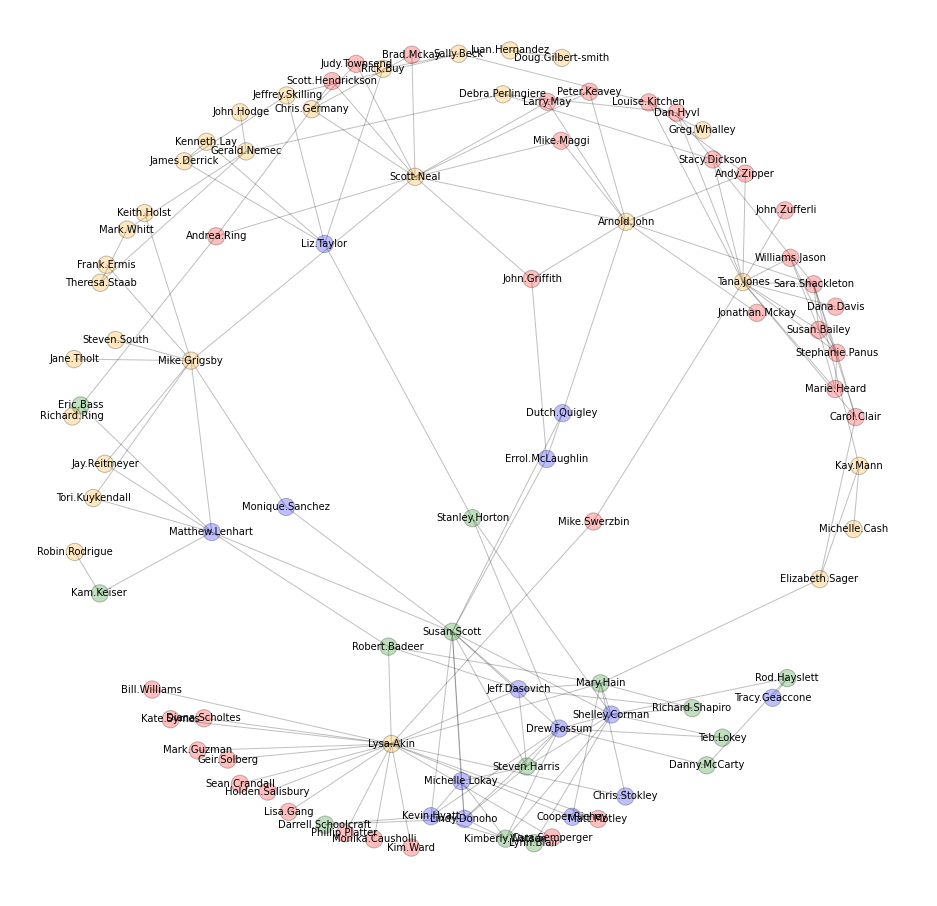 Juan.Hernandez
Brad.Mckay
Sally.Beck
Doug.Gilbert-smith
Judy.Townsend
Rick.Buy
Scott.Hendrickson
Jeffrey.Skilling
Debra.Perlingiere
Peter.Keavey
Larry.May
Louise.Kitchen
Chris.Germany
John.Hodge
Dan.Hyvl
Greg.Whalley
Kenneth.Lay
Mike.Maggi
Gerald.Nemec
James.Derrick
Stacy.Dickson
Andy.Zipper
Scott.Neal
Keith.Holst
John.Zufferli
Mark.Whitt
Arnold.John
Andrea.Ring
Liz.Taylor
Williams.Jason
Frank.Ermis
Theresa.Staab
John.Griffith
Tana.Jones
Sara.Shackleton
Dana.Davis
Jonathan.Mckay
Susan.Bailey
Steven.South
Stephanie.Panus
Jane.Tholt
Mike.Grigsby
Marie.Heard
Eric.Bass
Richard.Ring
Dutch.Quigley
Carol.Clair
Errol.McLaughlin
Jay.Reitmeyer
Kay.Mann
Tori.Kuykendall
Monique.Sanchez
Stanley.Horton
Mike.Swerzbin
Matthew.Lenhart
Michelle.Cash
Robin.Rodrigue
Elizabeth.Sager
Kam.Keiser
Susan.Scott
Robert.Badeer
Rod.Hayslett
Bill.Williams
Jeff.Dasovich
Mary.Hain
Tracy.Geaccone
Richard.Shapiro
Kate.Symes
Diana.Scholtes
Shelley.Corman
Drew.Fossum
Teb.Lokey
Lysa.Akin
Mark.Guzman
Geir.Solberg
Steven.Harris
Danny.McCarty
Sean.Crandall
Holden.Salisbury
Michelle.Lokay
Chris.Stokley
Lisa.Gang
Kevin.Hyatt
Lindy.Donoho
Cooper.Richey
Matt.Motley
Darrell.Schoolcraft
Phillip.Platter
Monika.Causholli
Kim.Ward
Kimberly.Watson
Cara.Semperger
Lynn.Blair